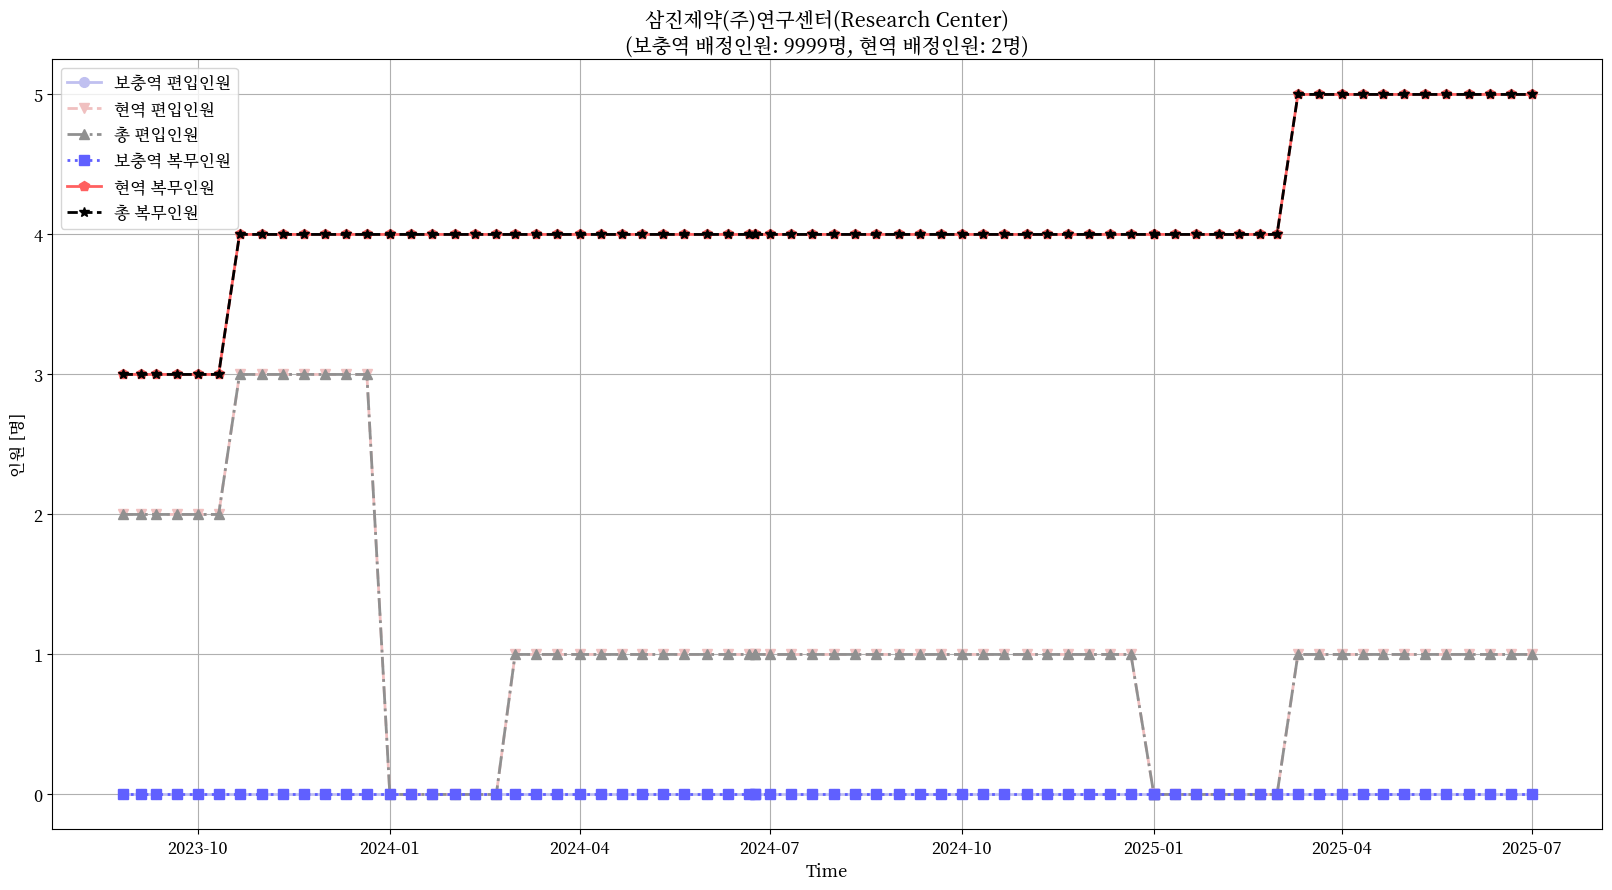 삼진제약(주)연구센터(Research Center)
(보충역 배정인원: 9999명, 현역 배정인원: 2명)
보충역 편입인원
현역 편입인원
총 편입인원
보충역 복무인원
현역 복무인원
총 복무인원
인원 [명]
5
4
3
2
1
0
2023-10
2024-01
2024-04
2024-07
2024-10
2025-01
2025-04
2025-07
Time